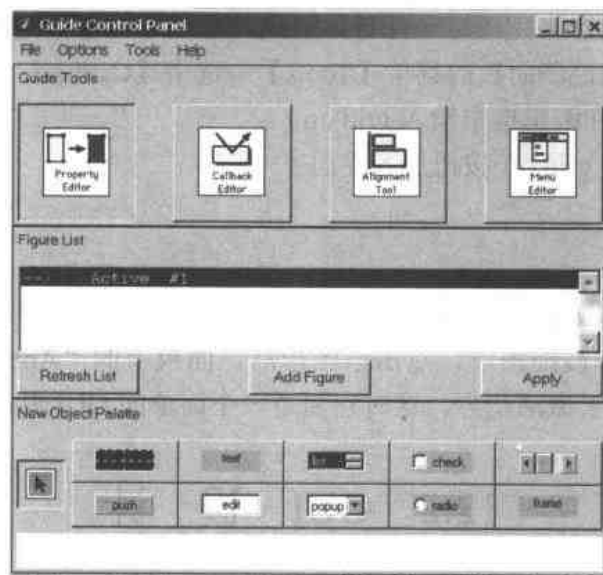 Guide Control Panel
File Options Tools Help
Guide Tools
Property Editor
Callback Editor
Alignment Tool
Menu Editor
Figure List
Active #1
Refresh List
Add Figure
Apply
New Object Palette
text
check
push
edit
popup
radio
frame